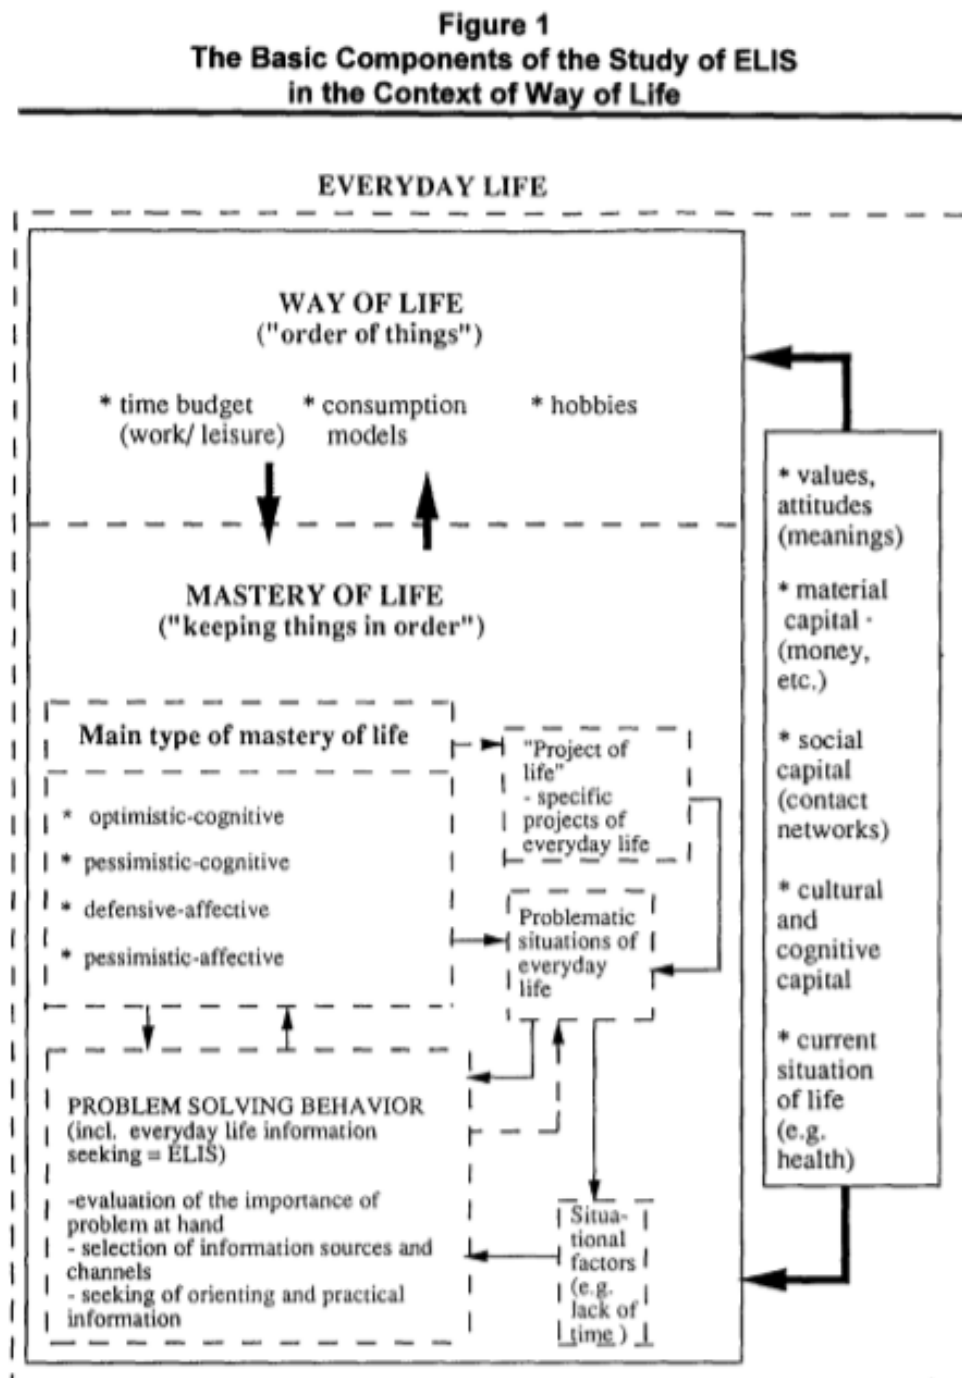 Figure 1
The Basic Components of the Study of ELIS
in the Context of Way of Life
EVERYDAY LIFE
WAY OF LIFE
("order of things")
* time budget
(work/ leisure)
* consumption
models
* hobbies
MASTERY OF LIFE
("keeping things in order")
Main type of mastery of life
* optimistic-cognitive
* pessimistic-cognitive
* defensive-affective
* pessimistic-affective
"Project of
life"
- specific
projects of
everyday life
Problematic
situations of
everyday
life
PROBLEM SOLVING BEHAVIOR
(incl. everyday life information
seeking = ELIS)
-evaluation of the importance of
problem at hand
- selection of information sources and
channels
- seeking of orienting and practical
information
Situa-
tional
factors
(e.g.
lack of
time )
* values,
attitudes
(meanings)
* material
capital -
(money,
etc.)
* social
capital
(contact
networks)
* cultural
and
cognitive
capital
* current
situation
of life
(e.g.
health)